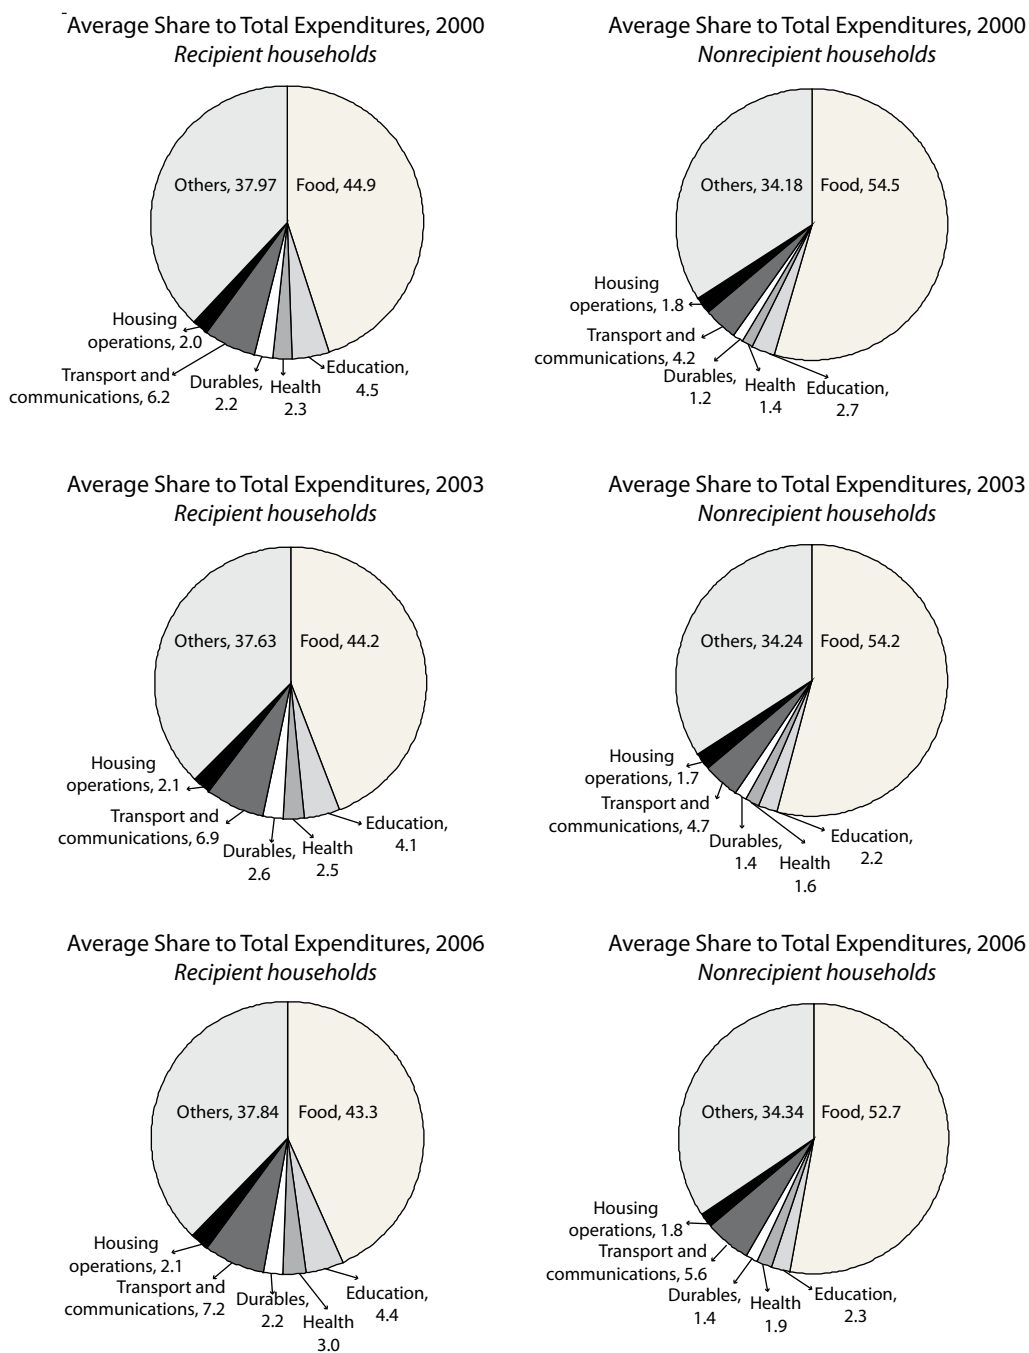 Average Share to Total Expenditures, 2000
Recipient households
Others, 37.97
Food, 44.9
Housing
operations, 2.0
Transport and
communications, 6.2
Durables,
2.2
Health
2.3
Education,
4.5
Average Share to Total Expenditures, 2000
Nonrecipient households
Others, 34.18
Food, 54.5
Housing
operations, 1.8
Transport and
communications, 4.2
Durables,
1.2
Health
1.4
Education,
2.7
Average Share to Total Expenditures, 2003
Recipient households
Others, 37.63
Food, 44.2
Housing
operations, 2.1
Transport and
communications, 6.9
Durables,
2.6
Health
2.5
Education,
4.1
Average Share to Total Expenditures, 2003
Nonrecipient households
Others, 34.24
Food, 54.2
Housing
operations, 1.7
Transport and
communications, 4.7
Durables,
1.4
Health
1.6
Education,
2.2
Average Share to Total Expenditures, 2006
Recipient households
Others, 37.84
Food, 43.3
Housing
operations, 2.1
Transport and
communications, 7.2
Durables,
2.2
Health
3.0
Education,
4.4
Average Share to Total Expenditures, 2006
Nonrecipient households
Others, 34.34
Food, 52.7
Housing
operations, 1.8
Transport and
communications, 5.6
Durables,
1.4
Health
1.9
Education,
2.3